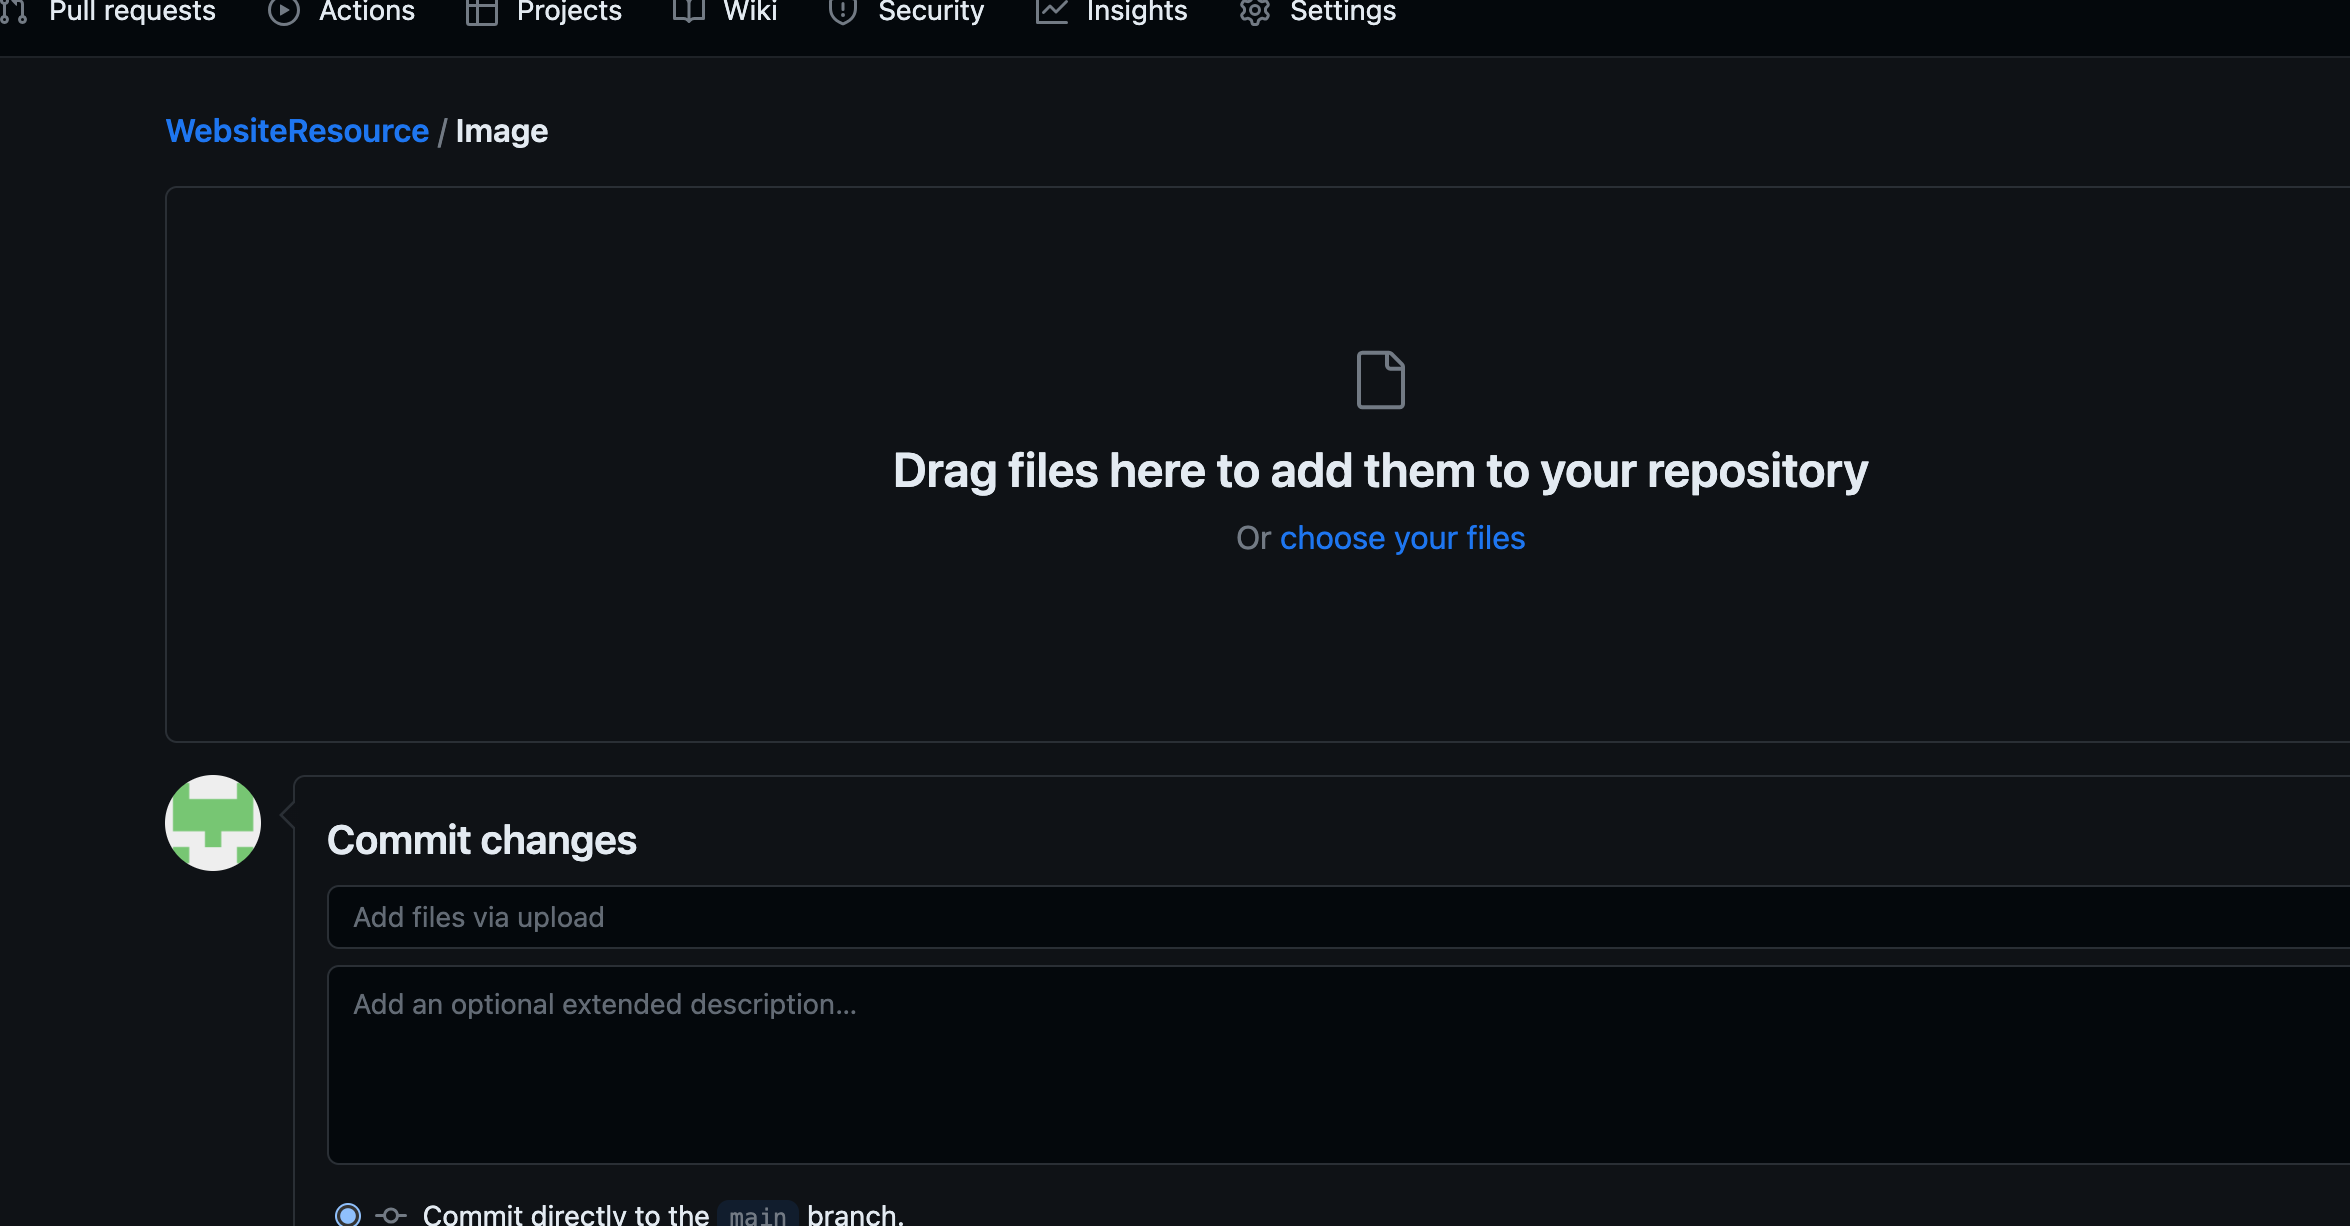 Pull requests Actions Projects Wiki Security Insights Settings
WebsiteResource / Image
Drag files here to add them to your repository
Or choose your files
Commit changes
Add files via upload
Add an optional extended description...
Commit directly to the main branch.